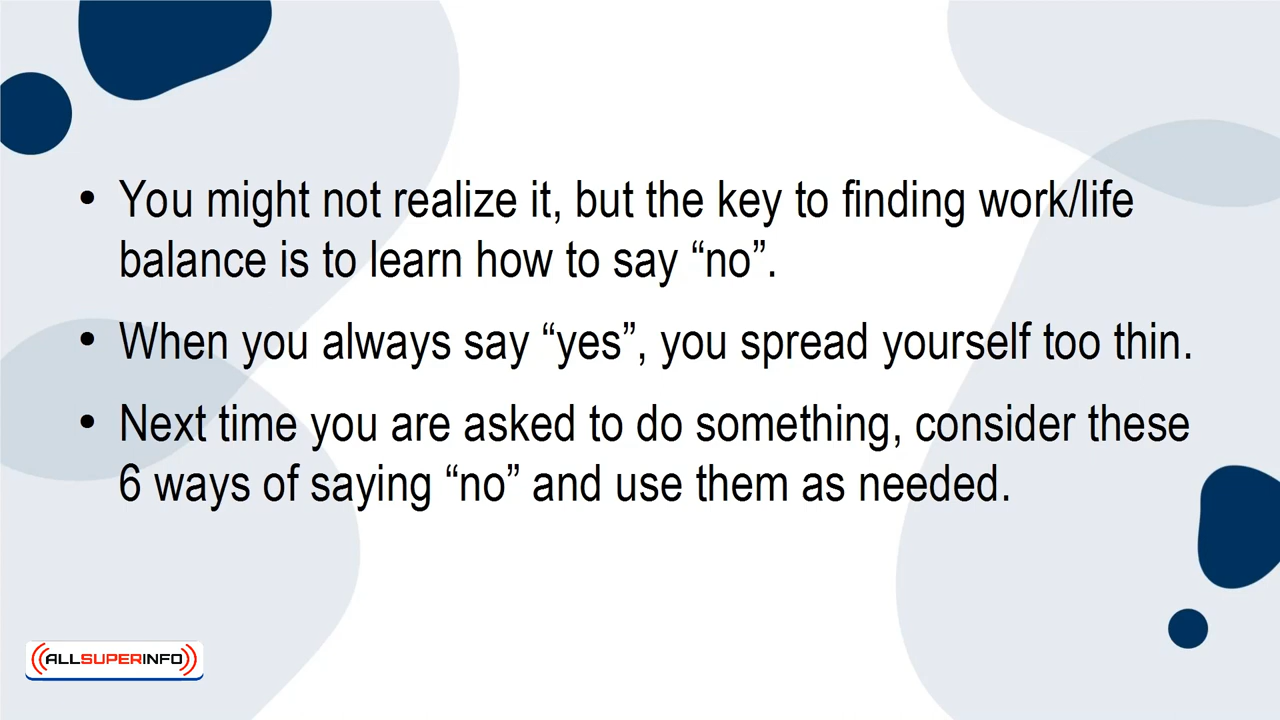 • You might not realize it, but the key to finding work/life
balance is to learn how to say “no”.
• When you always say “yes”, you spread yourself too thin.
• Next time you are asked to do something, consider these
6 ways of saying “no” and use them as needed.
ALLSUPERINFO